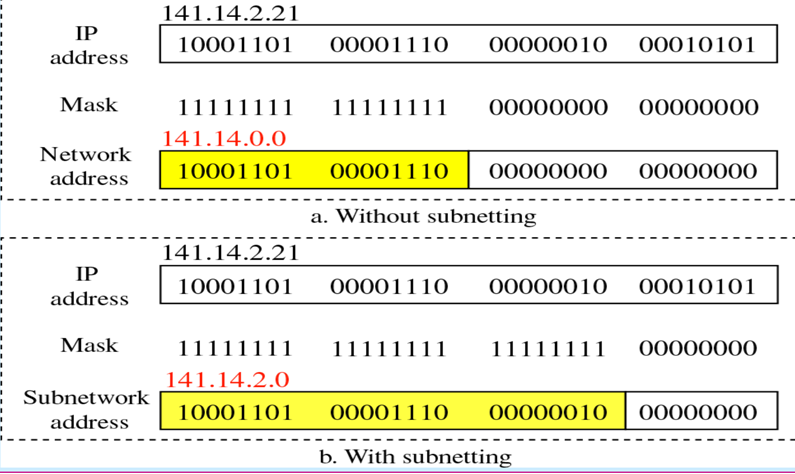 141.14.2.21
IP address
10001101 00001110 00000010 00010101
Mask
11111111 11111111 00000000 00000000
141.14.0.0
Network address
10001101 00001110 00000000 00000000
a. Without subnetting
141.14.2.21
IP address
10001101 00001110 00000010 00010101
Mask
11111111 11111111 11111111 00000000
141.14.2.0
Subnetwork address
10001101 00001110 00000010 00000000
b. With subnetting